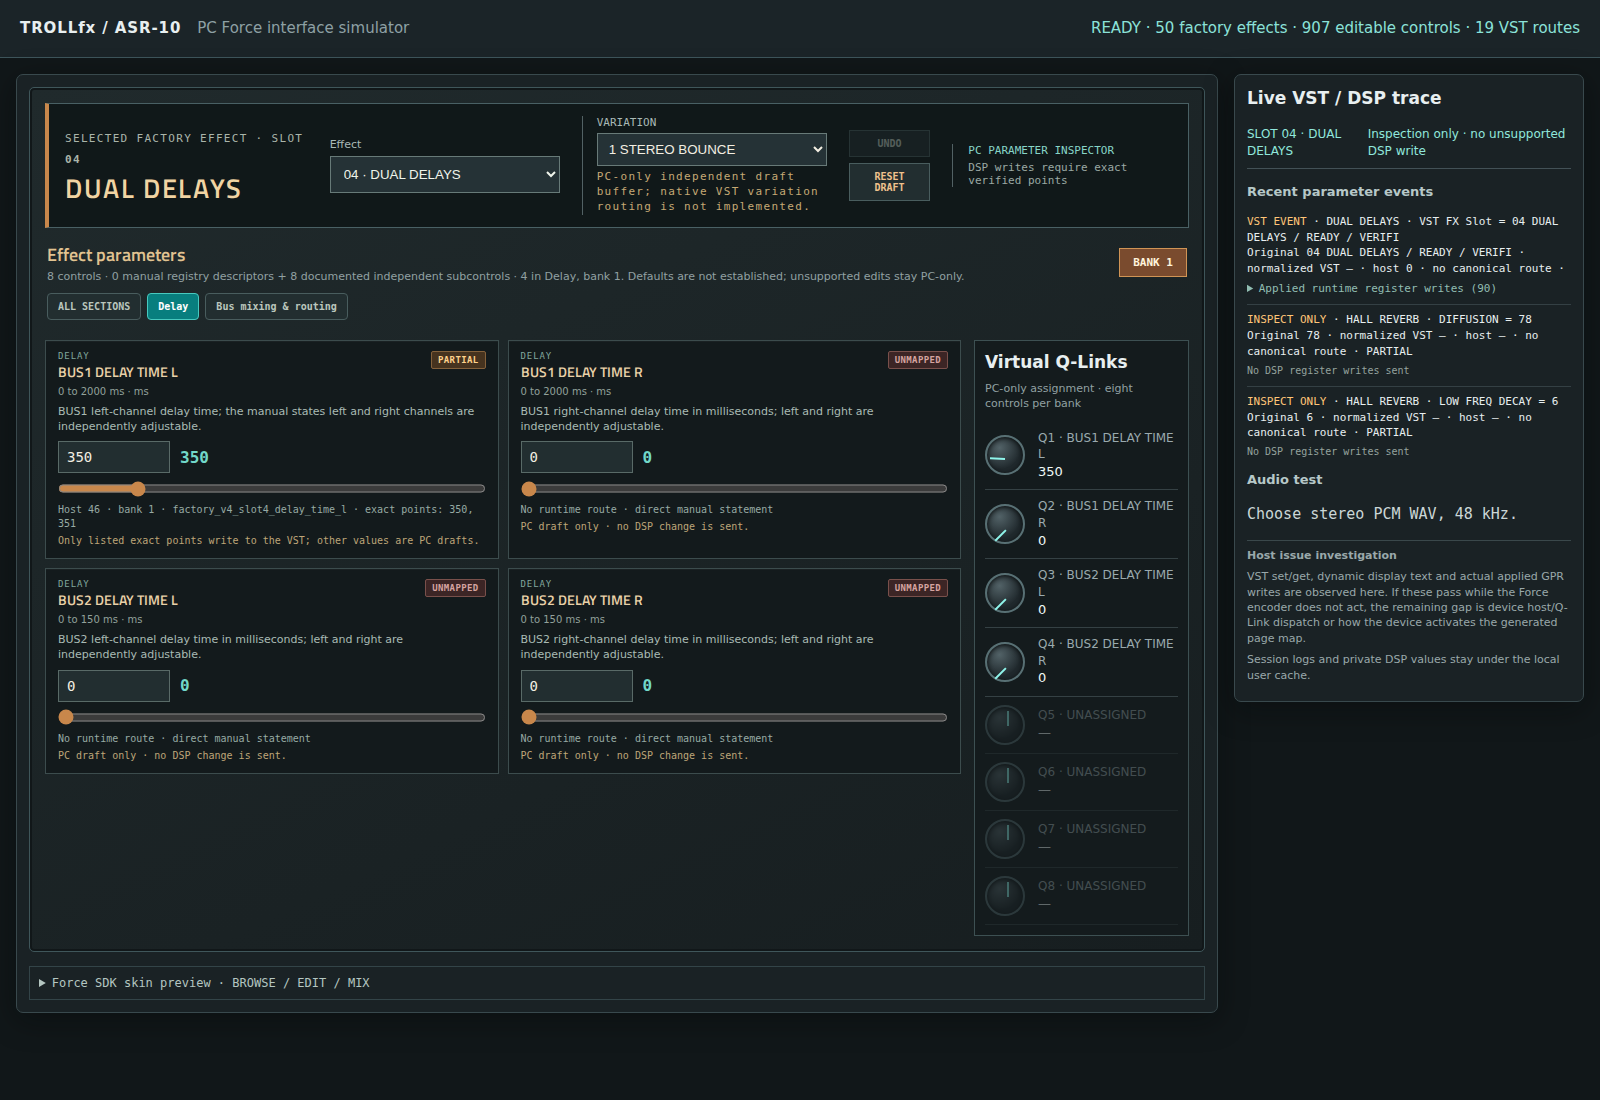 TROLLfx / ASR-10 PC Force interface simulator
READY · 50 factory effects · 907 editable controls · 19 VST routes
SELECTED FACTORY EFFECT · SLOT
04
DUAL DELAYS
Effect
04 · DUAL DELAYS
VARIATION
1 STEREO BOUNCE
PC-only independent draft
buffer; native VST variation
routing is not implemented.
UNDO
RESET
DRAFT
PC PARAMETER INSPECTOR
DSP writes require exact
verified points
Effect parameters
8 controls · 0 manual registry descriptors + 8 documented independent subcontrols · 4 in Delay, bank 1. Defaults are not established; unsupported edits stay PC-only.
BANK 1
ALL SECTIONS
Delay
Bus mixing & routing
DELAY
PARTIAL
BUS1 DELAY TIME L
0 to 2000 ms · ms
BUS1 left-channel delay time; the manual states left and right channels are
independently adjustable.
350 350
Host 46 · bank 1 · factory_v4_slot4_delay_time_l · exact points: 350,
351
Only listed exact points write to the VST; other values are PC drafts.
DELAY
UNMAPPED
BUS1 DELAY TIME R
0 to 2000 ms · ms
BUS1 right-channel delay time in milliseconds; left and right are
independently adjustable.
0 0
No runtime route · direct manual statement
PC draft only · no DSP change is sent.
DELAY
UNMAPPED
BUS2 DELAY TIME L
0 to 150 ms · ms
BUS2 left-channel delay time in milliseconds; left and right are
independently adjustable.
0 0
No runtime route · direct manual statement
PC draft only · no DSP change is sent.
DELAY
UNMAPPED
BUS2 DELAY TIME R
0 to 150 ms · ms
BUS2 right-channel delay time in milliseconds; left and right are
independently adjustable.
0 0
No runtime route · direct manual statement
PC draft only · no DSP change is sent.
Virtual Q-Links
PC-only assignment · eight
controls per bank
Q1 · BUS1 DELAY TIME
L
350
Q2 · BUS1 DELAY TIME
R
0
Q3 · BUS2 DELAY TIME
L
0
Q4 · BUS2 DELAY TIME
R
0
Q5 · UNASSIGNED
—
Q6 · UNASSIGNED
—
Q7 · UNASSIGNED
—
Q8 · UNASSIGNED
—
Force SDK skin preview · BROWSE / EDIT / MIX
Live VST / DSP trace
SLOT 04 · DUAL
DELAYS
Inspection only · no unsupported
DSP write
Recent parameter events
VST EVENT · DUAL DELAYS · VST FX Slot = 04 DUAL
DELAYS / READY / VERIFI
Original 04 DUAL DELAYS / READY / VERIFI ·
normalized VST — · host 0 · no canonical route ·
Applied runtime register writes (90)
INSPECT ONLY · HALL REVERB · DIFFUSION = 78
Original 78 · normalized VST — · host — · no
canonical route · PARTIAL
No DSP register writes sent
INSPECT ONLY · HALL REVERB · LOW FREQ DECAY = 6
Original 6 · normalized VST — · host — · no
canonical route · PARTIAL
No DSP register writes sent
Audio test
Choose stereo PCM WAV, 48 kHz.
Host issue investigation
VST set/get, dynamic display text and actual applied GPR
writes are observed here. If these pass while the Force
encoder does not act, the remaining gap is device host/Q-
Link dispatch or how the device activates the generated
page map.
Session logs and private DSP values stay under the local
user cache.